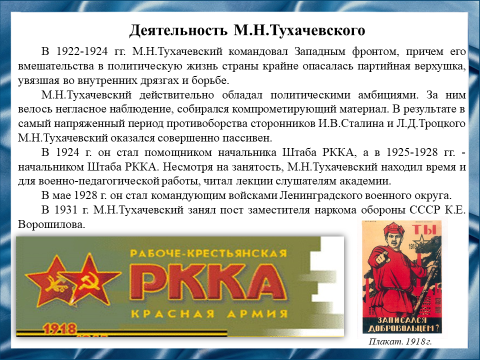 Деятельность М.Н.Тухачевского
В 1922-1924 гг. М.Н.Тухачевский командовал Западным фронтом, причем его
вмешательства в политическую жизнь страны крайне опасалась партийная верхушка,
увязшая во внутренних дрязгах и борьбе.
М.Н.Тухачевский действительно обладал политическими амбициями. За ним
велось негласное наблюдение, собирался компрометирующий материал. В результате в
самый напряженный период противоборства сторонников И.В.Сталина и Л.Д.Троцкого
М.Н.Тухачевский оказался совершенно пассивен.
В 1924 г. он стал помощником начальника Штаба РККА, а в 1925-1928 гг. -
начальником Штаба РККА. Несмотря на занятость, М.Н.Тухачевский находил время и
для военно-педагогической работы, читал лекции слушателям академии.
В мае 1928 г. он стал командующим войсками Ленинградского военного округа.
В 1931 г. М.Н.Тухачевский занял пост заместителя наркома обороны СССР К.Е.
Ворошилова.
РАБОЧЕ-КРЕСТЬЯНСКАЯ
РККА
КРАСНАЯ АРМИЯ
1918
ТЫ
ЗАПИСАЛСЯ
ДОБРОВОЛЬЦЕМ?
Плакат. 1918г.